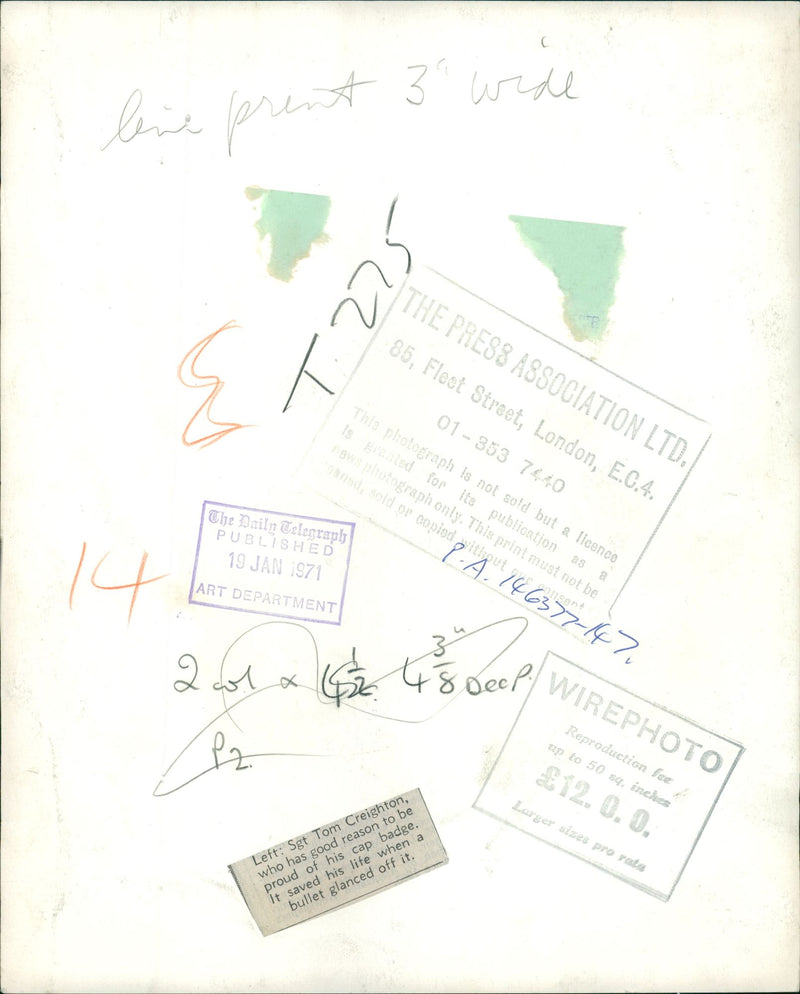 line print 3" wide
T. 225
THE PRESS ASSOCIATION LTD.
85, Fleet Street, London, E.C.4.
01-353 7440
This photograph is not sold but a licence
is granted for its publication as a
news photograph only. This print must not be
loaned, sold or copied without our consent
P.A. 146377-147.
The Daily Telegraph
PUBLISHED
19 JAN 1971
ART DEPARTMENT
14
2 col x 4 1/2 4 3/8" Deep.
P2.
WIREPHOTO
Reproduction fee
up to 50 sq. inches
£12. 0. 0.
Larger sizes pro rata
Left: Sgt Tom Creighton,
who has good reason to be
proud of his cap badge.
It saved his life when a
bullet glanced off it.